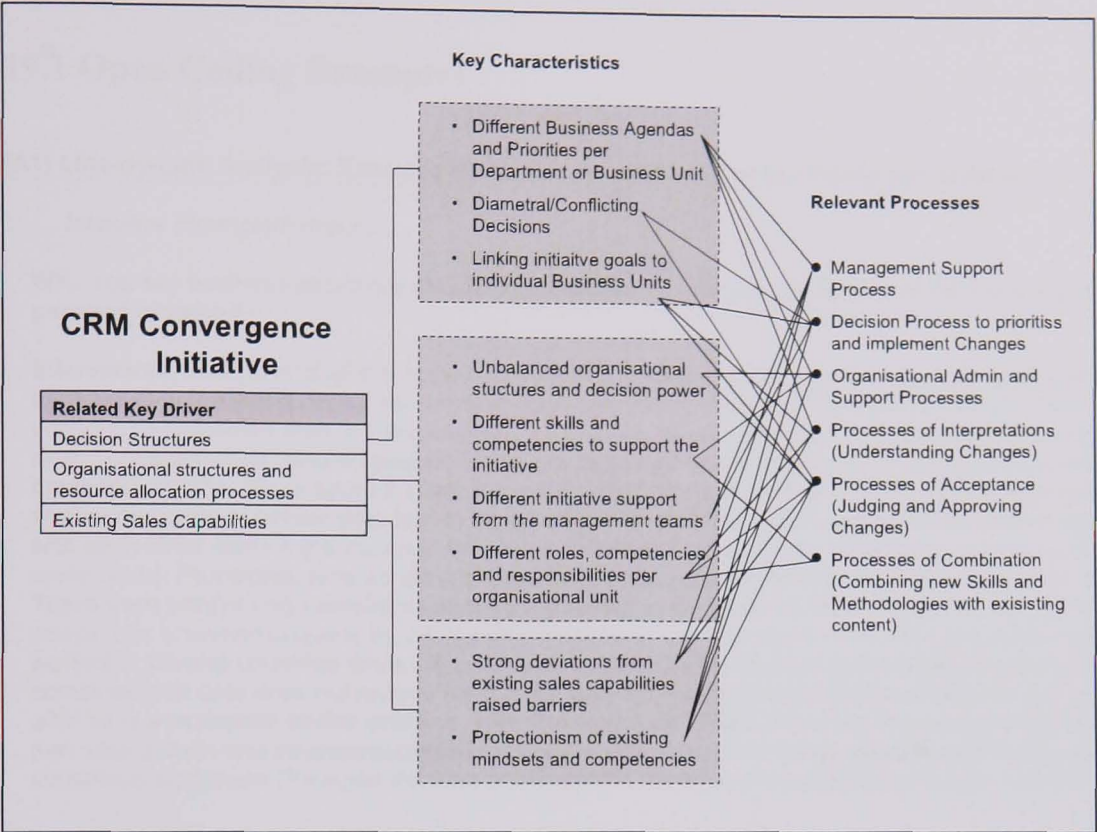 Key Characteristics
• Different Business Agendas
and Priorities per
Department or Business Unit
• Diametral/Conflicting
Decisions
• Linking initiaitve goals to
individual Business Units
Relevant Processes
• Management Support
Process
• Decision Process to prioritiss
and implement Changes
• Organisational Admin and
Support Processes
• Processes of Interpretations
(Understanding Changes)
• Processes of Acceptance
(Judging and Approving
Changes)
• Processes of Combination
(Combining new Skills and
Methodologies with exisisting
content)
CRM Convergence
Initiative
Related Key Driver
Decision Structures
Organisational structures and
resource allocation processes
Existing Sales Capabilities
• Unbalanced organisational
stuctures and decision power
• Different skills and
competencies to support the
initiative
• Different initiative support
from the management teams
• Different roles, competencies
and responsibilities per
organisational unit
• Strong deviations from
existing sales capabilities
raised barriers
• Protectionism of existing
mindsets and competencies